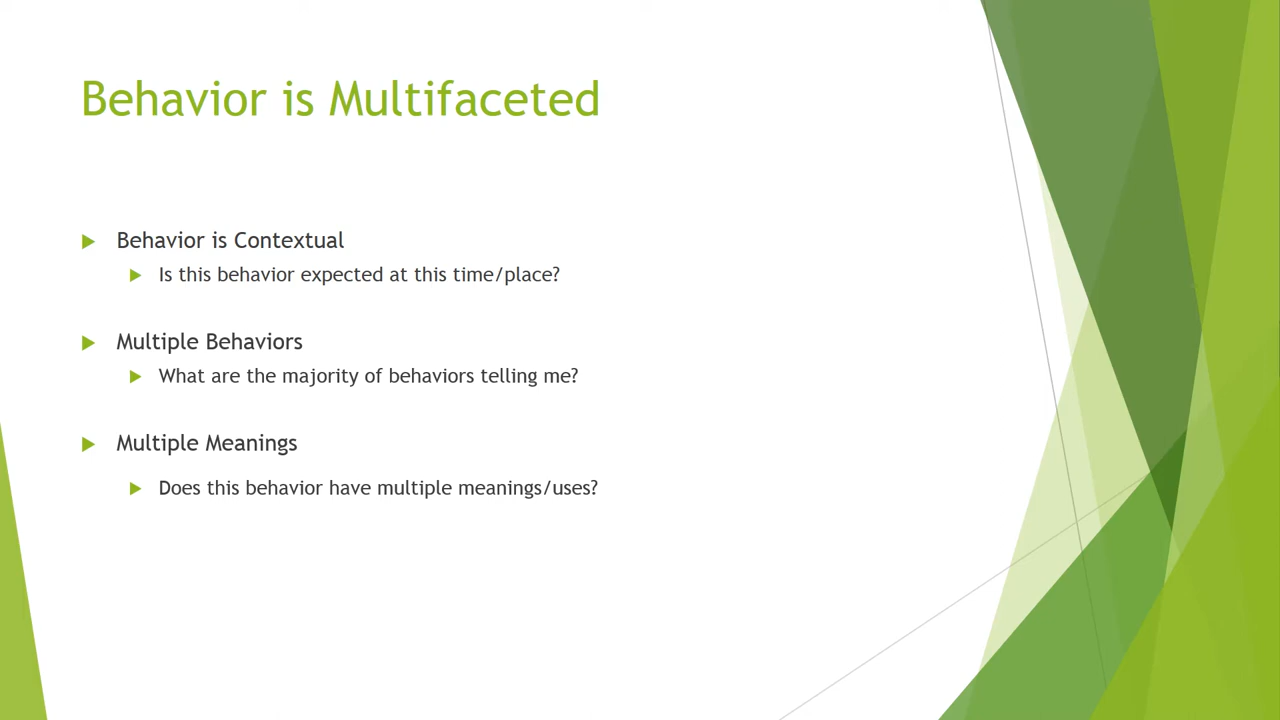 Behavior is Multifaceted
Behavior is Contextual
Is this behavior expected at this time/place?
Multiple Behaviors
What are the majority of behaviors telling me?
Multiple Meanings
Does this behavior have multiple meanings/uses?